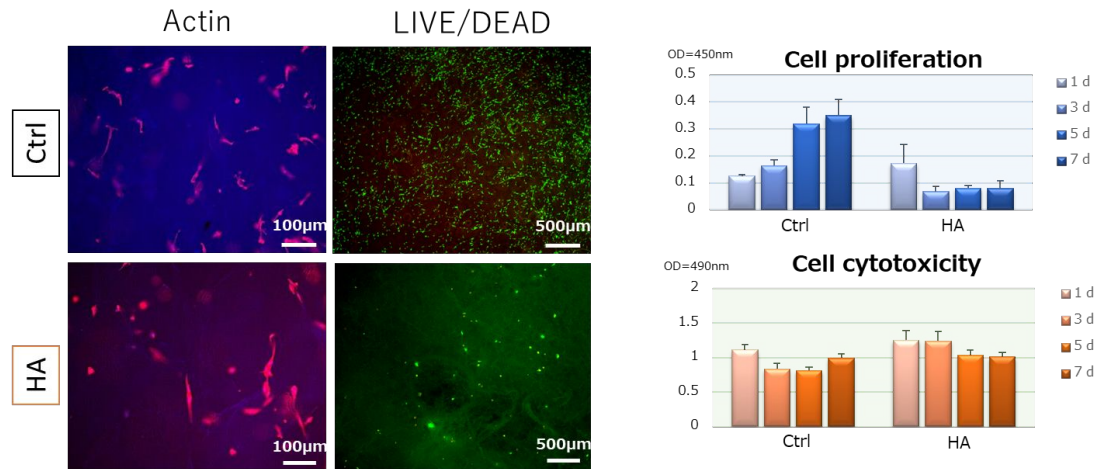 Actin
LIVE/DEAD
Ctrl
100μm
500μm
HA
100μm
500μm
OD=450nm
Cell proliferation
0.5
0.4
0.3
0.2
0.1
0
Ctrl
HA
1 d
3 d
5 d
7 d
OD=490nm
Cell cytotoxicity
2
1.5
1
0.5
0
Ctrl
HA
1 d
3 d
5 d
7 d